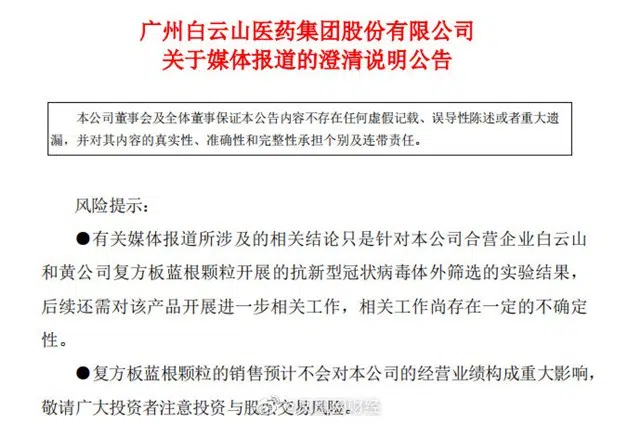 广州白云山医药集团股份有限公司
关于媒体报道的澄清说明公告
本公司董事会及全体董事保证本公告内容不存在任何虚假记载、误导性陈述或者重大遗
漏，并对其内容的真实性、准确性和完整性承担个别及连带责任。
风险提示：
●有关媒体报道所涉及的相关结论只是针对本公司合营企业白云山
和黄公司复方板蓝根颗粒开展的抗新型冠状病毒体外筛选的实验结果，
后续还需对该产品开展进一步相关工作，相关工作尚存在一定的不确定
性。
●复方板蓝根颗粒的销售预计不会对本公司的经营业绩构成重大影响，
敬请广大投资者注意投资与股票交易风险。